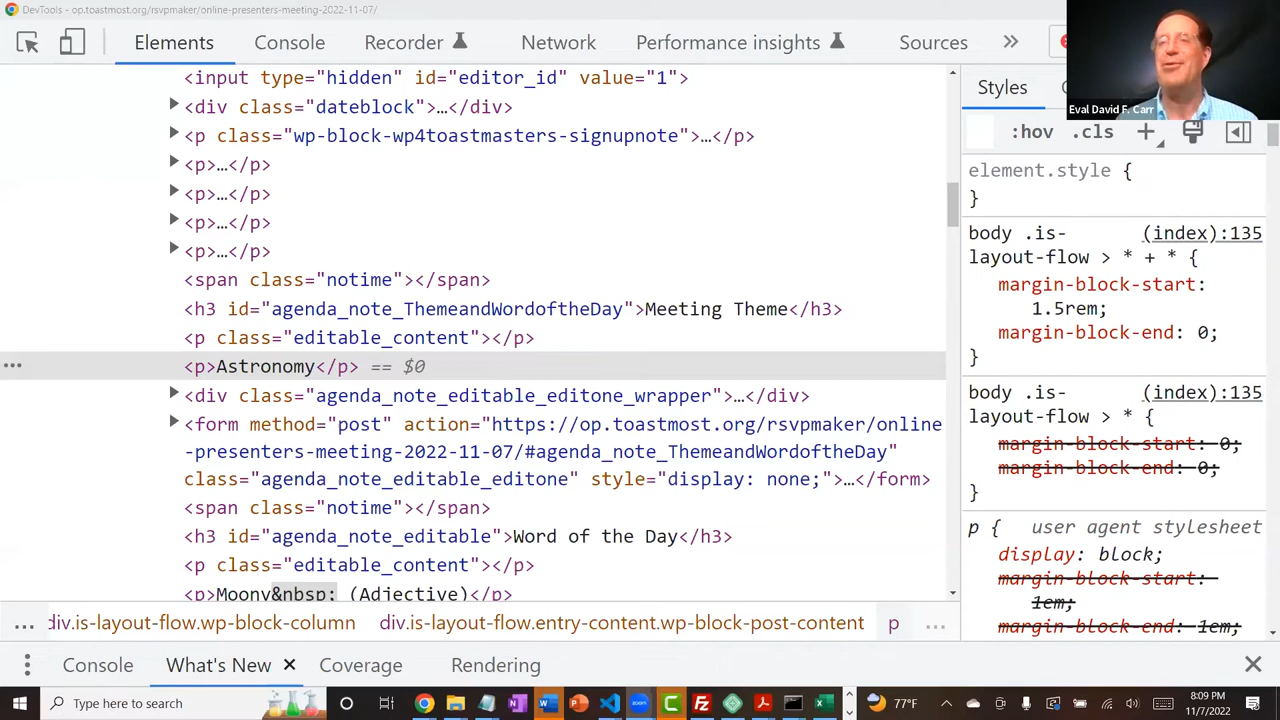 DevTools - op.toastmost.org/rsvpmaker/online-presenters-meeting-2022-11-07/
Elements Console Recorder Network Performance insights Sources
<input type="hidden" id="editor_id" value="1">
<div class="dateblock">…</div>
<p class="wp-block-wp4toastmasters-signupnote">…</p>
<p>…</p>
<p>…</p>
<p>…</p>
<p>…</p>
<span class="notime"></span>
<h3 id="agenda_note_ThemeandWordoftheDay">Meeting Theme</h3>
<p class="editable_content"></p>
<p>Astronomy</p> == $0
<div class="agenda_note_editable_editone_wrapper">…</div>
<form method="post" action="https://op.toastmost.org/rsvpmaker/online
-presenters-meeting-2022-11-07/#agenda_note_ThemeandWordoftheDay"
class="agenda_note_editable_editone" style="display: none;">…</form>
<span class="notime"></span>
<h3 id="agenda_note_editable">Word of the Day</h3>
<p class="editable_content"></p>
<p>Moony&nbsp; (Adjective)</p>
... div.is-layout-flow.wp-block-column div.is-layout-flow.entry-content.wp-block-post-content p ...
Eval David F. Carr
Styles
:hov .cls
element.style {
}
body .is- (index):135
layout-flow > * + * {
margin-block-start:
1.5rem;
margin-block-end: 0;
}
body .is- (index):135
layout-flow > * {
margin-block-start: 0;
margin-block-end: 0;
}
p { user agent stylesheet
display: block;
margin-block-start:
1em;
margin-block-end: 1em;
Console What's New Coverage Rendering
Type here to search
77°F
8:09 PM
11/7/2022